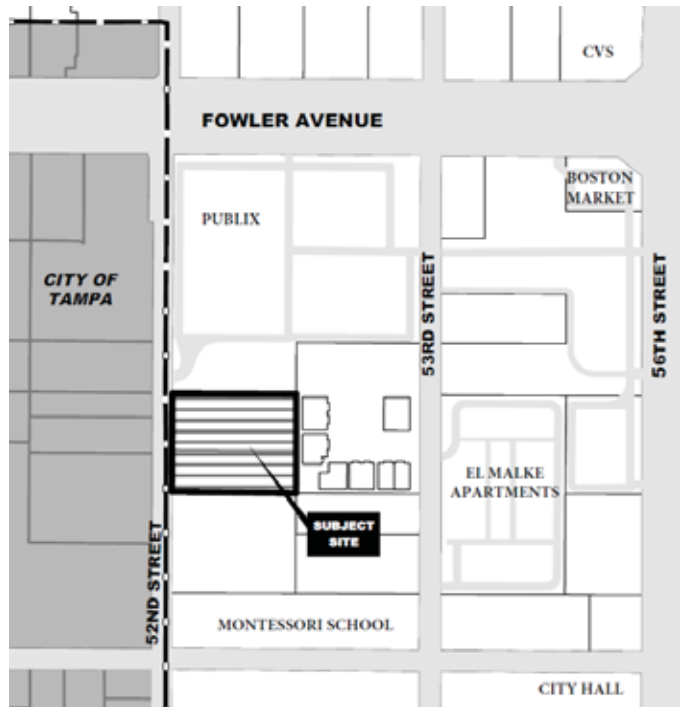 CVS
FOWLER AVENUE
BOSTON
MARKET
PUBLIX
CITY OF
TAMPA
53RD STREET
56TH STREET
EL MALKE
APARTMENTS
SUBJECT
SITE
52ND STREET
MONTESSORI SCHOOL
CITY HALL